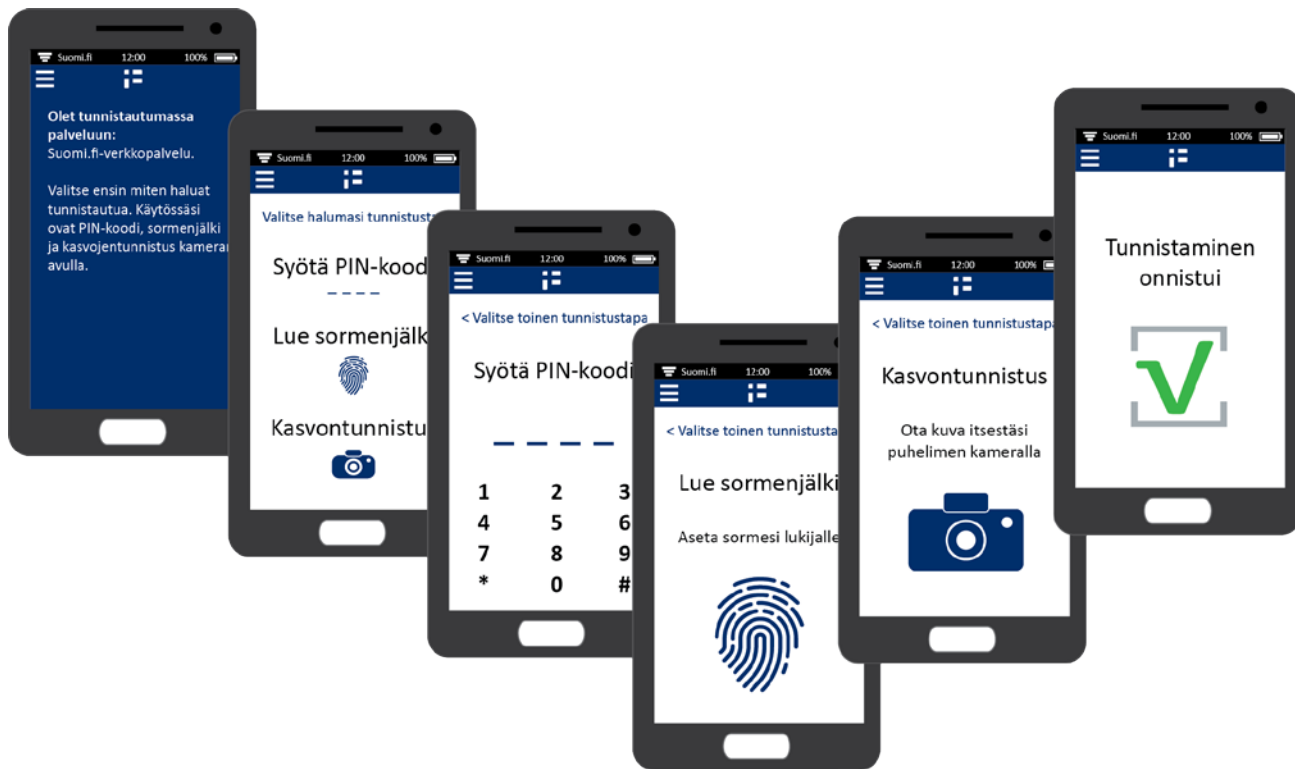 Suomi.fi 12:00 100%
Olet tunnistautumassa
palveluun:
Suomi.fi-verkkopalvelu.
Valitse ensin miten haluat
tunnistautua. Käytössäsi
ovat PIN-koodi, sormenjälki
ja kasvojentunnistus kameran
avulla.
Suomi.fi 12:00 100%
Valitse halumasi tunnistusta
Syötä PIN-kood
Lue sormenjälk
Kasvontunnistu
Suomi.fi 12:00 100%
< Valitse toinen tunnistustapa
Syötä PIN-koodi
1 2 3
4 5 6
7 8 9
* 0 #
Suomi.fi 12:00 100%
< Valitse toinen tunnistusta
Lue sormenjälki
Aseta sormesi lukijalle
Suomi.fi 12:00 100%
< Valitse toinen tunnistustapa
Kasvontunnistus
Ota kuva itsestäsi
puhelimen kameralla
Suomi.fi 12:00 100%
Tunnistaminen
onnistui